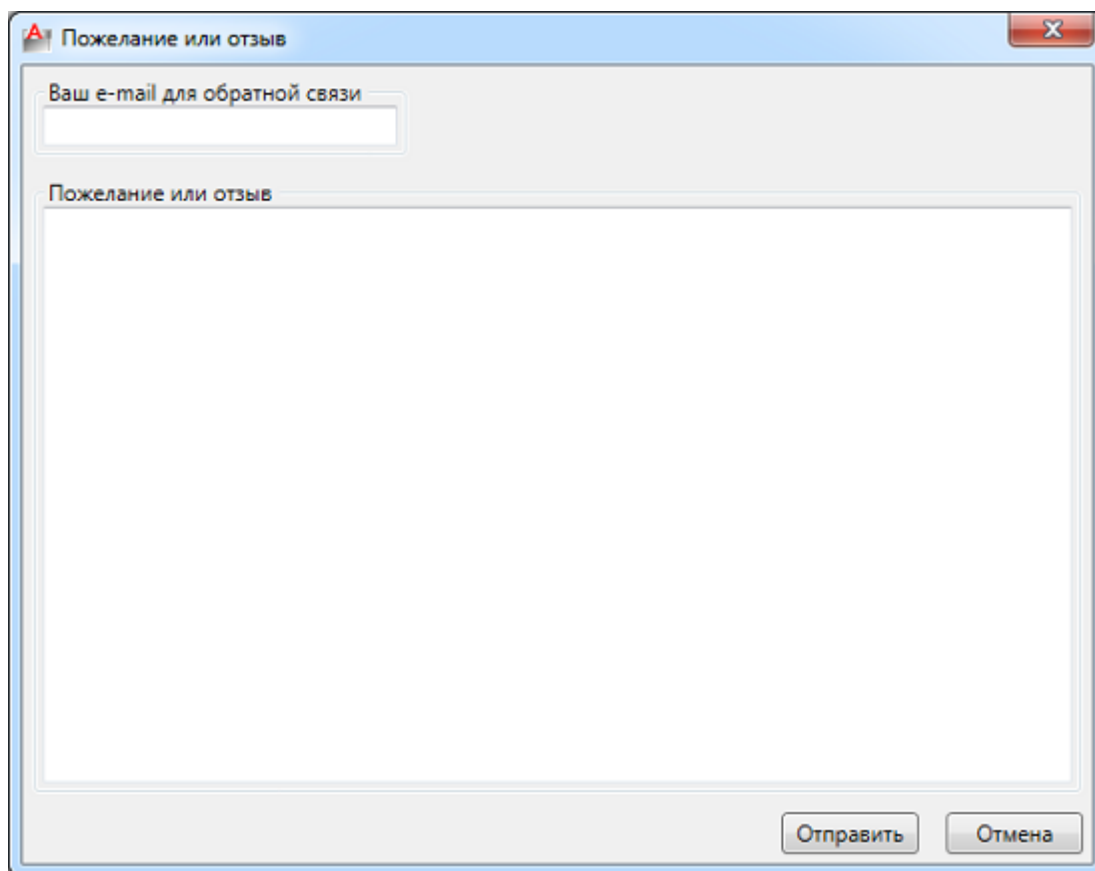 Пожелание или отзыв
Ваш e-mail для обратной связи
Пожелание или отзыв
Отправить
Отмена